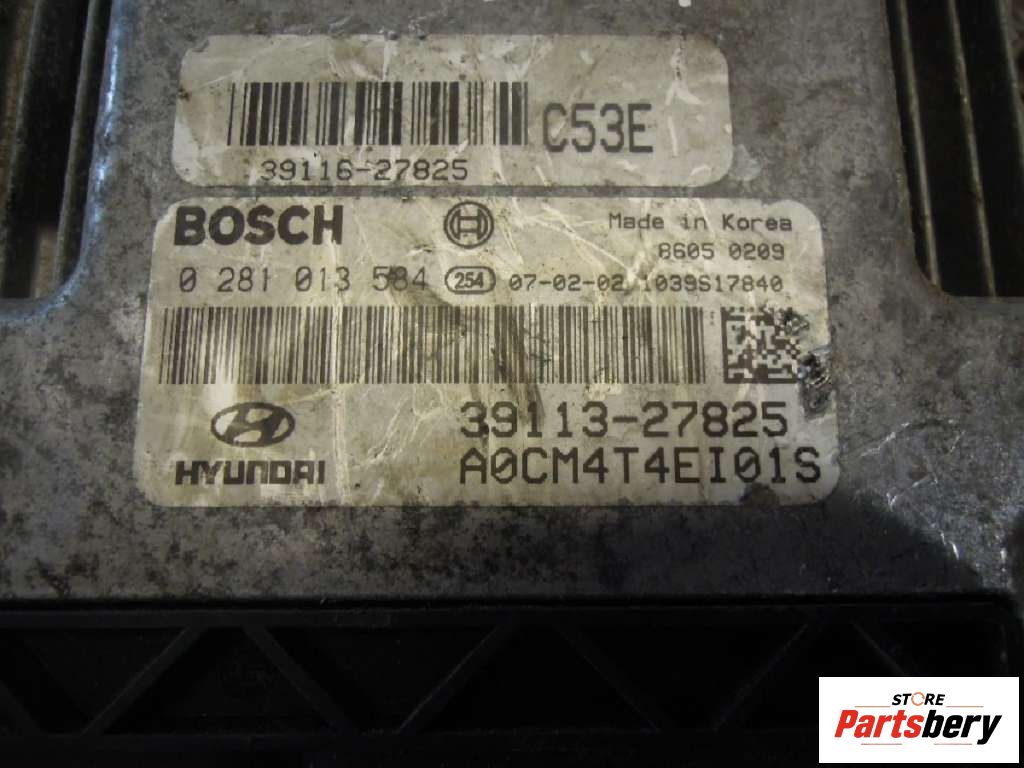 C53E
39116-27825
BOSCH
Made in Korea
8605 0209
0 281 013 584 254 07-02-02 1039S17840
39113-27825
HYUNDAI
A0CM4T4EI01S
STORE
Partsbery